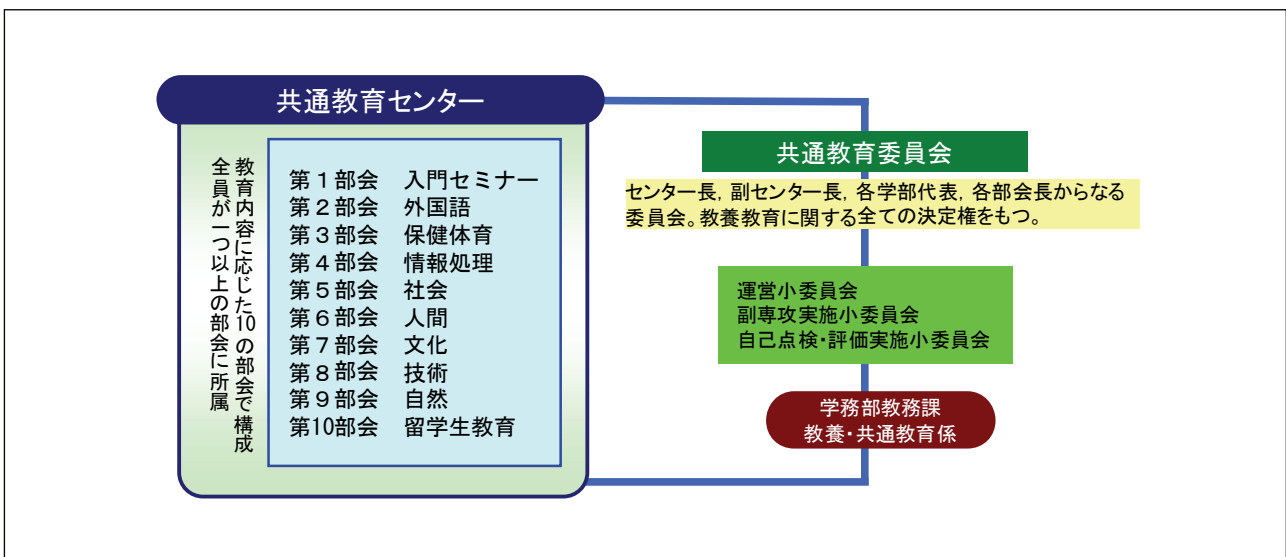 共通教育センター
教育内容に応じた10の部会で構成
全員が一つ以上の部会に所属
第１部会 入門セミナー
第２部会 外国語
第３部会 保健体育
第４部会 情報処理
第５部会 社会
第６部会 人間
第７部会 文化
第８部会 技術
第９部会 自然
第10部会 留学生教育
共通教育委員会
センター長, 副センター長, 各学部代表, 各部会長からなる
委員会。教養教育に関する全ての決定権をもつ。
運営小委員会
副専攻実施小委員会
自己点検・評価実施小委員会
学務部教務課
教養・共通教育係